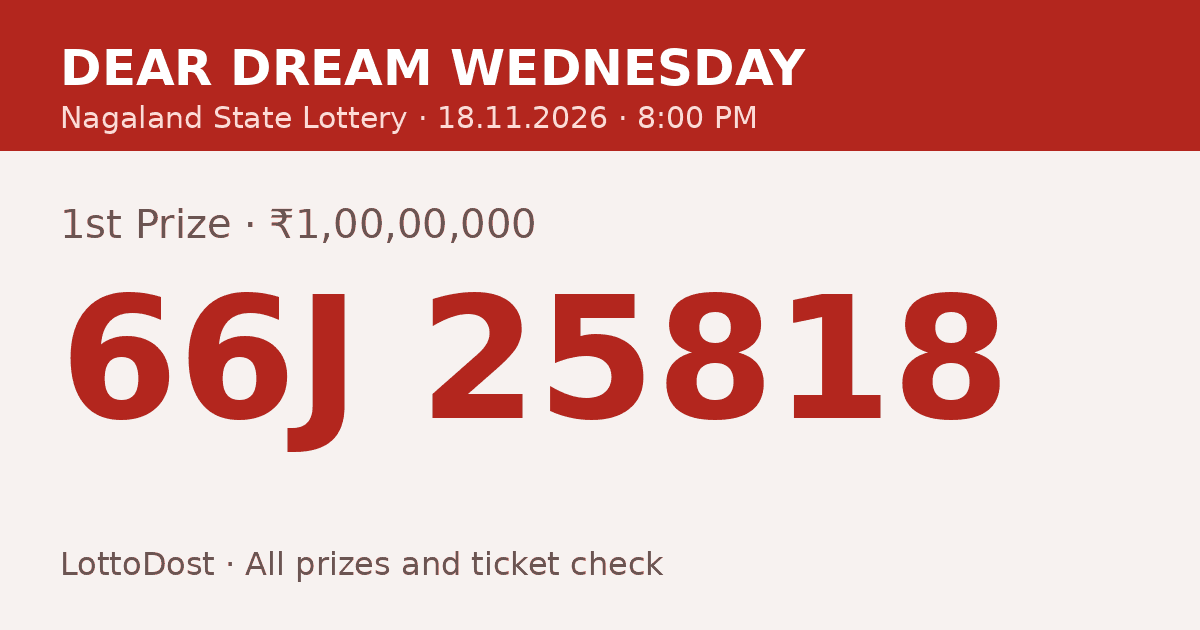 DEAR DREAM WEDNESDAY
Nagaland State Lottery · 18.11.2026 · 8:00 PM
1st Prize · ₹1,00,00,000
66J 25818
LottoDost · All prizes and ticket check